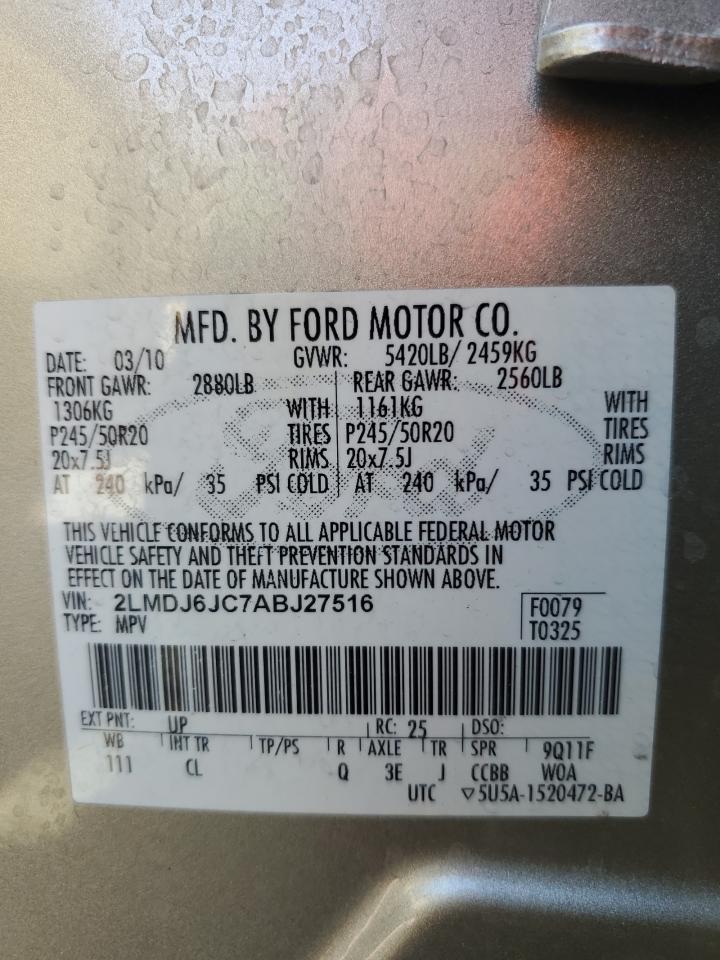 MFD. BY FORD MOTOR CO.
DATE: 03/10 GVWR: 5420LB/ 2459KG
FRONT GAWR: 2880LB REAR GAWR: 2560LB
1306KG WITH 1161KG WITH
P245/50R20 TIRES P245/50R20 TIRES
20x7.5J RIMS 20x7.5J RIMS
AT 240 kPa/ 35 PSI COLD AT 240 kPa/ 35 PSI COLD
THIS VEHICLE CONFORMS TO ALL APPLICABLE FEDERAL MOTOR
VEHICLE SAFETY AND THEFT PREVENTION STANDARDS IN
EFFECT ON THE DATE OF MANUFACTURE SHOWN ABOVE.
VIN: 2LMDJ6JC7ABJ27516 F0079
TYPE: MPV T0325
EXT PNT: UP RC: 25 DSO:
WB INT TR TP/PS R AXLE TR SPR 9Q11F
111 CL Q 3E J CCBB WOA
UTC ▽5U5A-1520472-BA